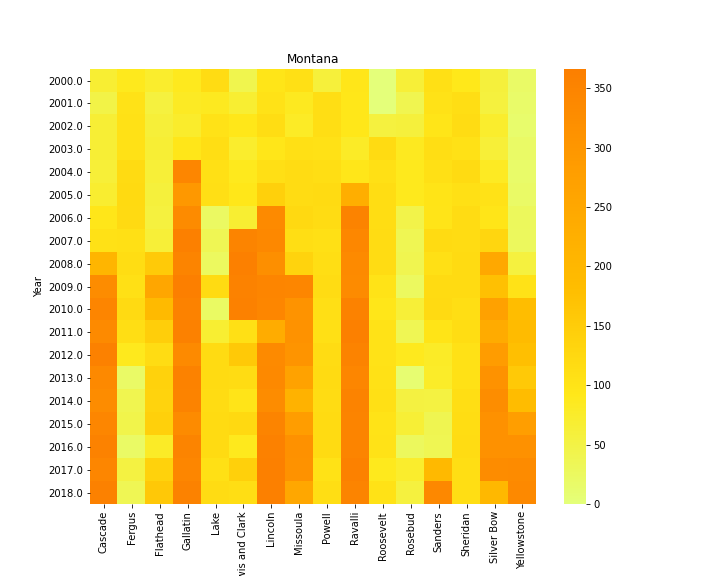 Montana
Year
2000.0
2001.0
2002.0
2003.0
2004.0
2005.0
2006.0
2007.0
2008.0
2009.0
2010.0
2011.0
2012.0
2013.0
2014.0
2015.0
2016.0
2017.0
2018.0
Cascade
Fergus
Flathead
Gallatin
Lake
wis and Clark
Lincoln
Missoula
Powell
Ravalli
Roosevelt
Rosebud
Sanders
Sheridan
Silver Bow
Yellowstone
350
300
250
200
150
100
50
0